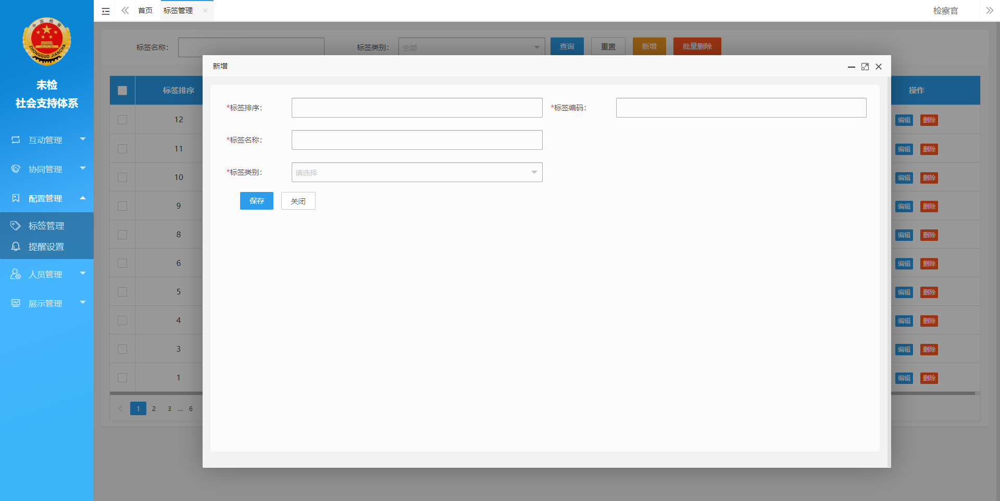 首页
标签管理
检察官
中国检察
ZHONGGUO JIANCHA
未检
社会支持体系
互动管理
协同管理
配置管理
标签管理
提醒设置
人员管理
展示管理
标签名称：
标签类别：
全部
查询
重置
新增
批量删除
标签排序
操作
12
编辑
删除
11
编辑
删除
10
编辑
删除
9
编辑
删除
8
编辑
删除
6
编辑
删除
5
编辑
删除
4
编辑
删除
3
编辑
删除
1
编辑
删除
1 2 3 ... 6
新增
*标签排序：
*标签编码：
*标签名称：
*标签类别：
请选择
保存
关闭